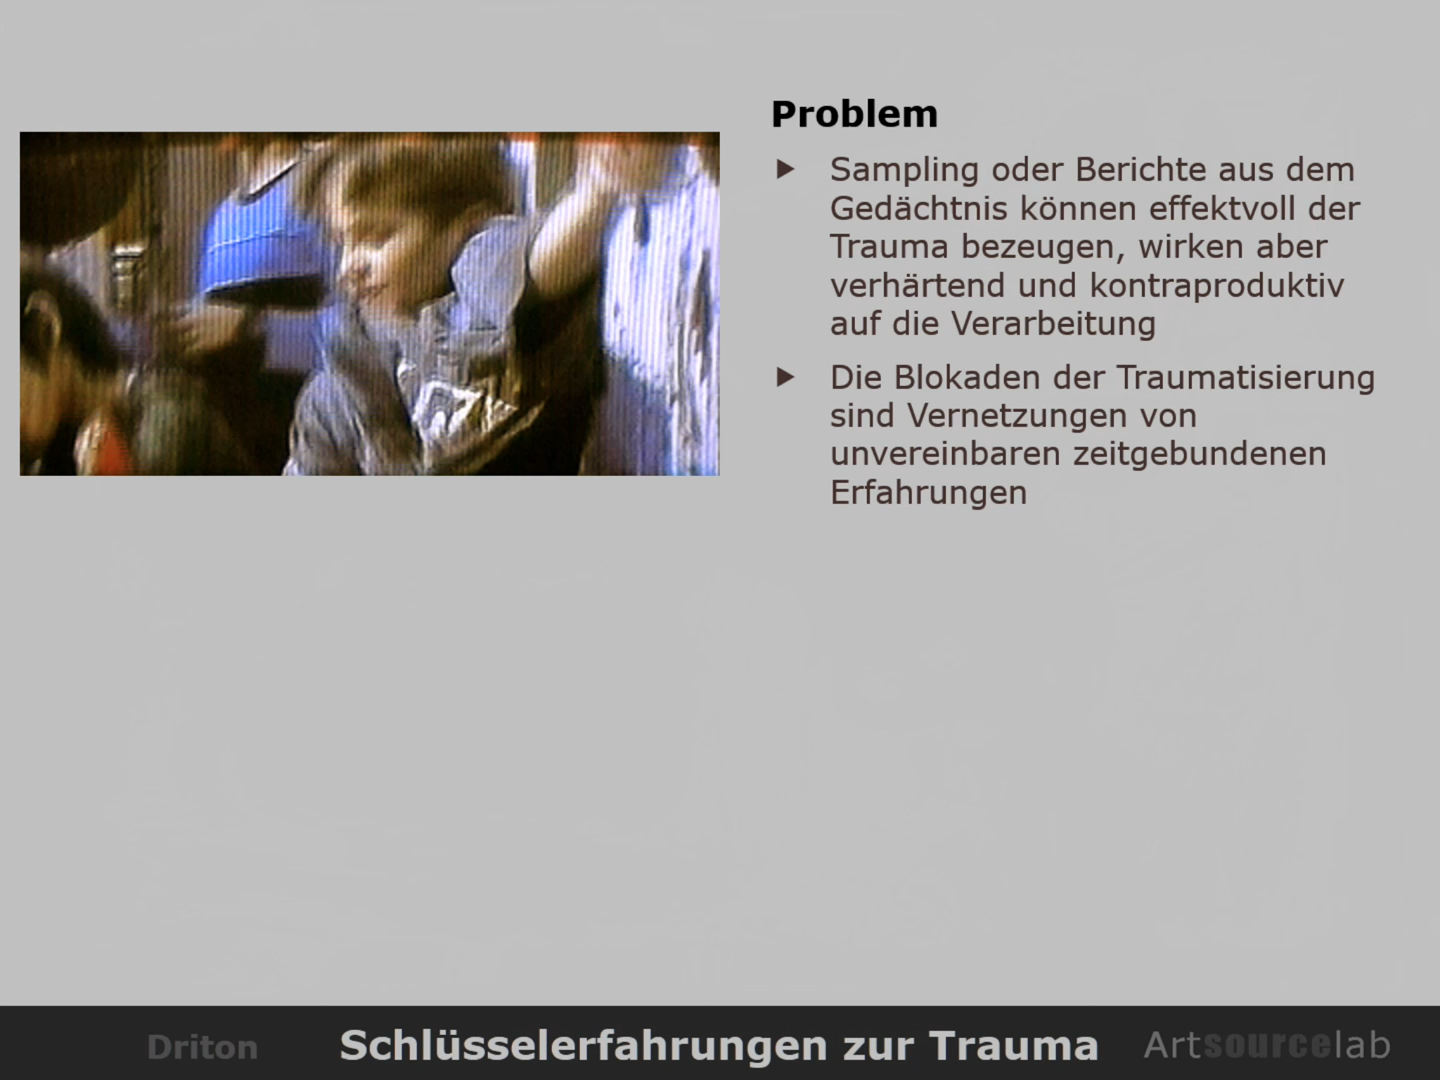 Problem
Sampling oder Berichte aus dem
Gedächtnis können effektvoll der
Trauma bezeugen, wirken aber
verhärtend und kontraproduktiv
auf die Verarbeitung
Die Blokaden der Traumatisierung
sind Vernetzungen von
unvereinbaren zeitgebundenen
Erfahrungen
Driton Schlüsselerfahrungen zur Trauma Artsourcelab